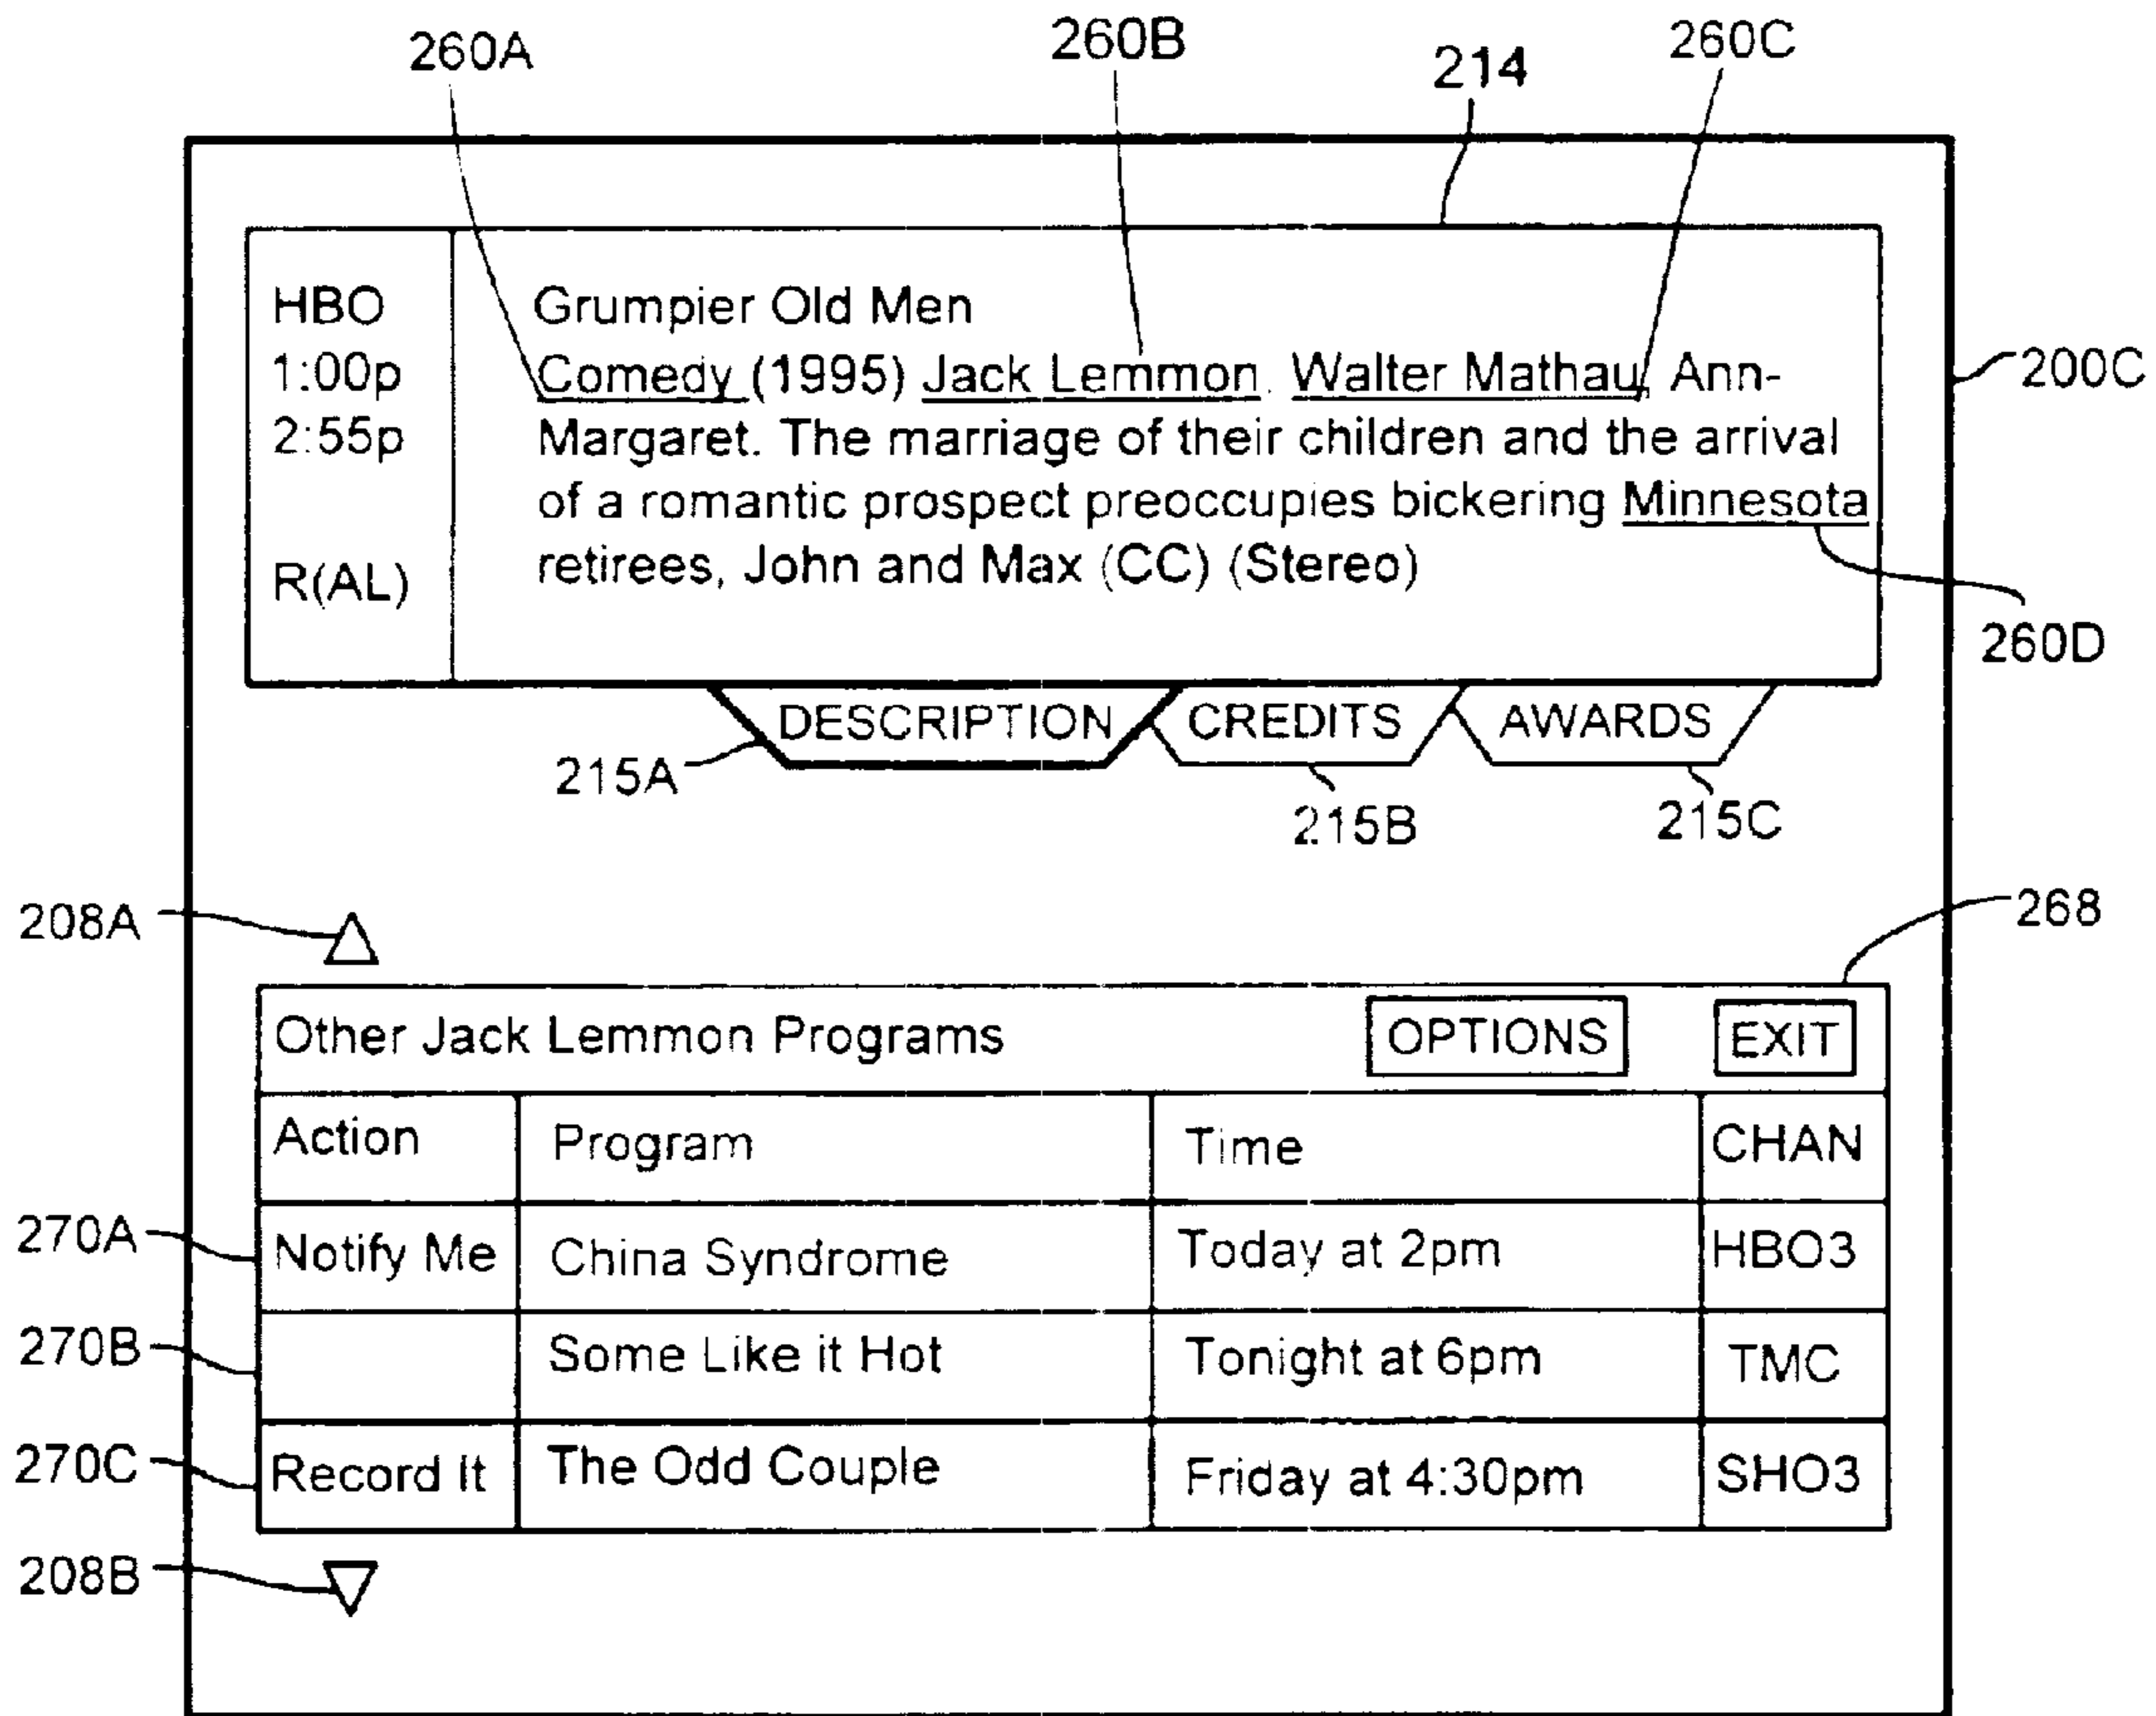 260A
260B
260C
214
HBO
1:00p
2:55p
R(AL)
Grumpier Old Men
Comedy (1995) Jack Lemmon, Walter Mathau, Ann-
Margaret. The marriage of their children and the arrival
of a romantic prospect preoccupies bickering Minnesota
retirees, John and Max (CC) (Stereo)
200C
260D
DESCRIPTION
CREDITS
AWARDS
215A
215B
215C
208A
268
Other Jack Lemmon Programs
OPTIONS
EXIT
Action
Program
Time
CHAN
270A
Notify Me
China Syndrome
Today at 2pm
HBO3
270B
Some Like it Hot
Tonight at 6pm
TMC
270C
Record It
The Odd Couple
Friday at 4:30pm
SHO3
208B